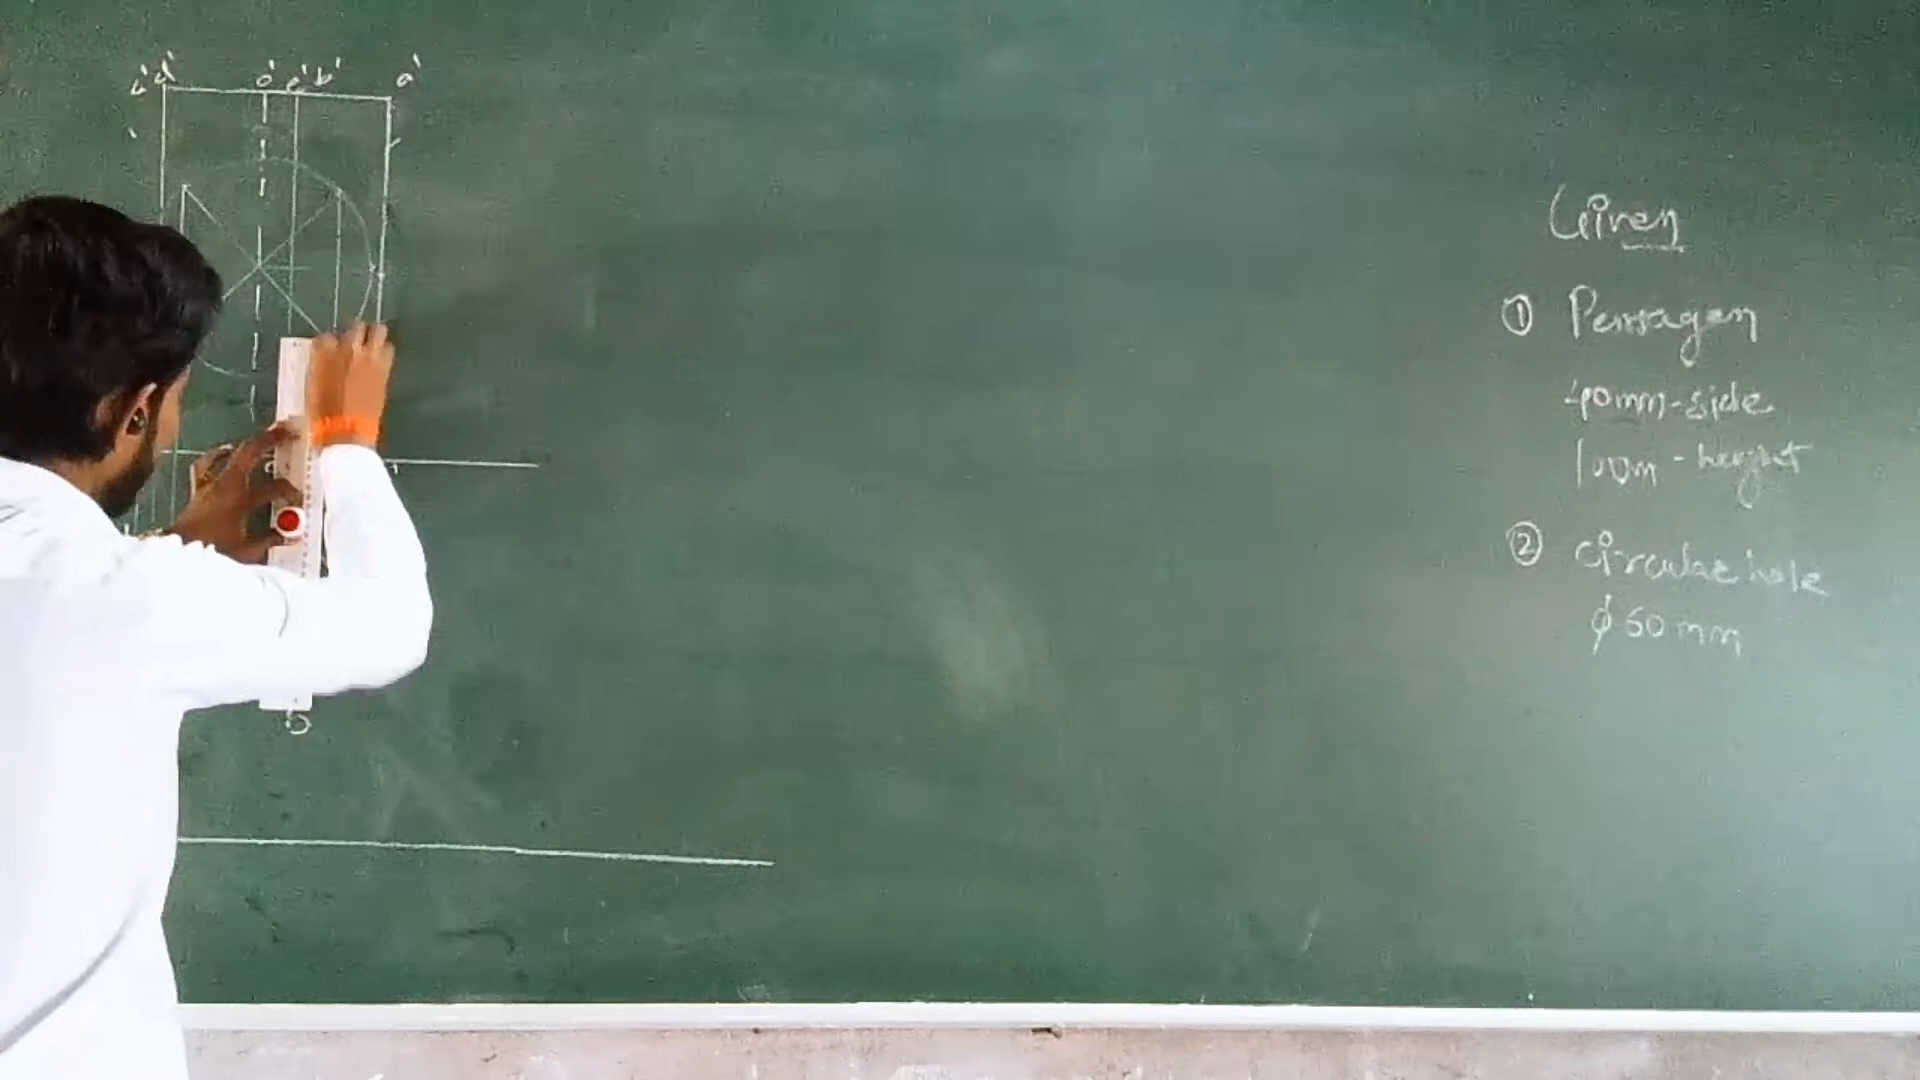 c' d' o' e' b' a'
Given
① Pentagon
40mm-side
100m - height
② circular hole
ϕ 50 mm
b